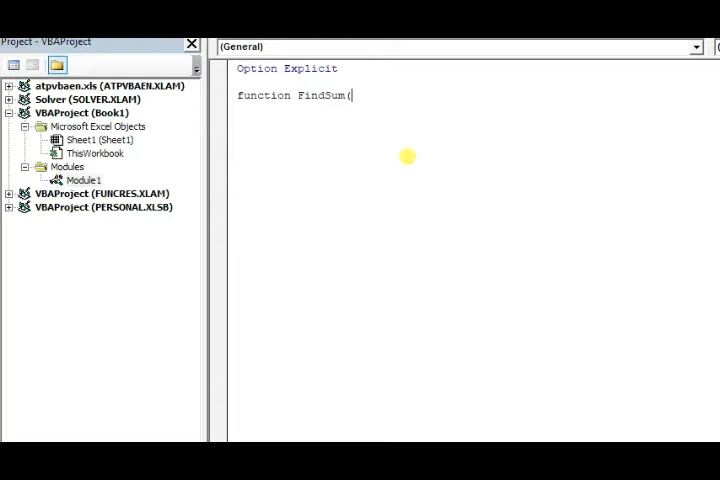 Project - VBAProject
(General)
atpvbaen.xls (ATPVBAEN.XLAM)
Solver (SOLVER.XLAM)
VBAProject (Book1)
Microsoft Excel Objects
Sheet1 (Sheet1)
ThisWorkbook
Modules
Module1
VBAProject (FUNCRES.XLAM)
VBAProject (PERSONAL.XLSB)
Option Explicit
function FindSum(